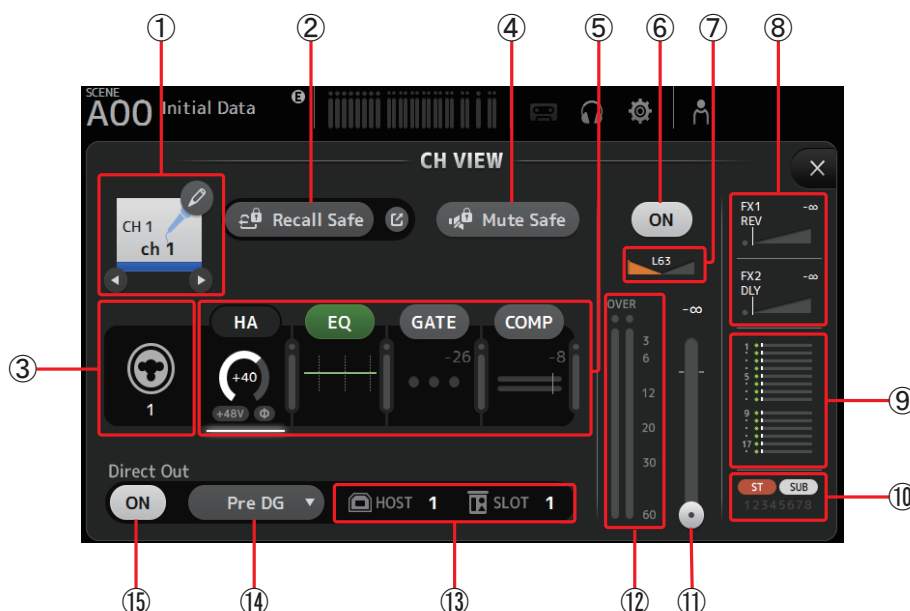 ① ② ④ ⑤ ⑥ ⑦ ⑧
SCENE
A00 Initial Data E
CH VIEW
CH 1
ch 1
Recall Safe
Mute Safe
ON
L63
FX1 -∞
REV
FX2 -∞
DLY
③
HA EQ GATE COMP
+40
+48V Φ
-26
-8
1
OVER
-∞
3
6
12
20
30
60
1
5
9
17
⑨
ST SUB
12345678
⑩
Direct Out
ON Pre DG ▼ HOST 1 SLOT 1
⑮ ⑭ ⑬ ⑫ ⑪